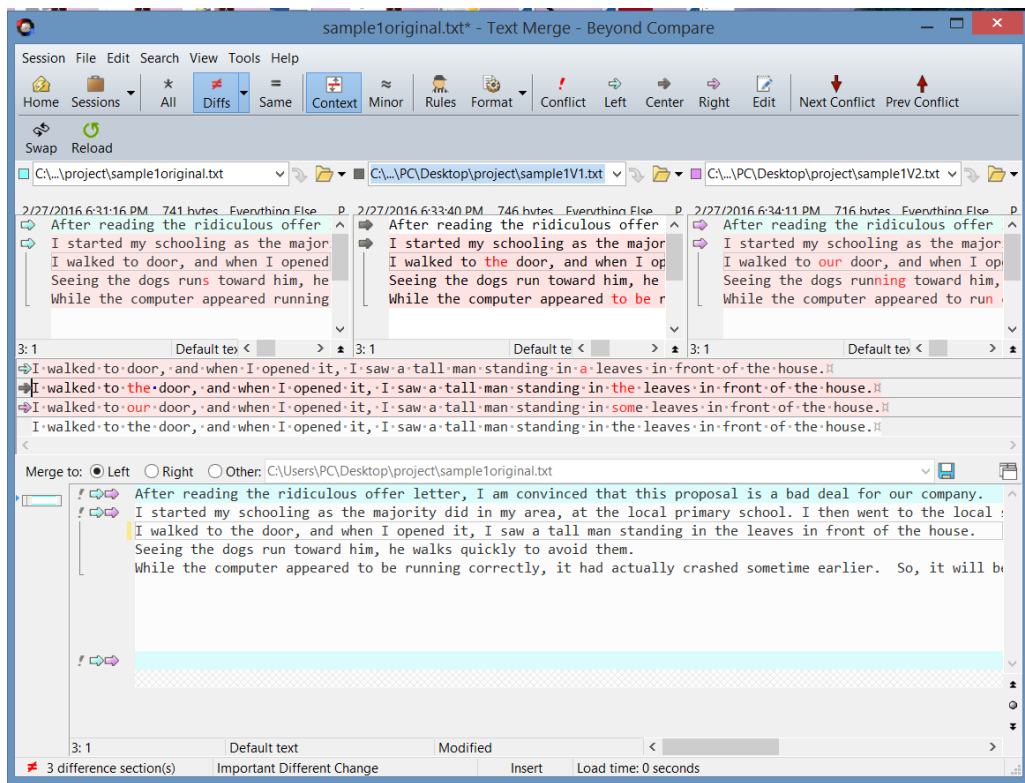 sample1original.txt* - Text Merge - Beyond Compare
Session File Edit Search View Tools Help
Home Sessions All Diffs Same Context Minor Rules Format Conflict Left Center Right Edit Next Conflict Prev Conflict
Swap Reload
C:\...\project\sample1original.txt C:\...\PC\Desktop\project\sample1V1.txt C:\...\PC\Desktop\project\sample1V2.txt
2/27/2016 6:31:16 PM 741 bytes Everything Else P 2/27/2016 6:33:40 PM 746 bytes Everything Else P 2/27/2016 6:34:11 PM 716 bytes Everything Else P
After reading the ridiculous offer After reading the ridiculous offer After reading the ridiculous offer
I started my schooling as the major I started my schooling as the major I started my schooling as the major
I walked to door, and when I opened I walked to the door, and when I op I walked to our door, and when I op
Seeing the dogs runs toward him, he Seeing the dogs run toward him, he Seeing the dogs running toward him,
While the computer appeared running While the computer appeared to be r While the computer appeared to run
3: 1 Default tex 3: 1 Default te 3: 1 Default tex
I·walked·to·door,·and·when·I·opened·it,·I·saw·a·tall·man·standing·in·a·leaves·in·front·of·the·house.¤
I·walked·to·the·door,·and·when·I·opened·it,·I·saw·a·tall·man·standing·in·the·leaves·in·front·of·the·house.¤
I·walked·to·our·door,·and·when·I·opened·it,·I·saw·a·tall·man·standing·in·some·leaves·in·front·of·the·house.¤
I·walked·to·the·door,·and·when·I·opened·it,·I·saw·a·tall·man·standing·in·the·leaves·in·front·of·the·house.¤
Merge to: Left Right Other: C:\Users\PC\Desktop\project\sample1original.txt
After reading the ridiculous offer letter, I am convinced that this proposal is a bad deal for our company.
I started my schooling as the majority did in my area, at the local primary school. I then went to the local
I walked to the door, and when I opened it, I saw a tall man standing in the leaves in front of the house.
Seeing the dogs run toward him, he walks quickly to avoid them.
While the computer appeared to be running correctly, it had actually crashed sometime earlier.  So, it will be
3: 1 Default text Modified
3 difference section(s) Important Different Change Insert Load time: 0 seconds